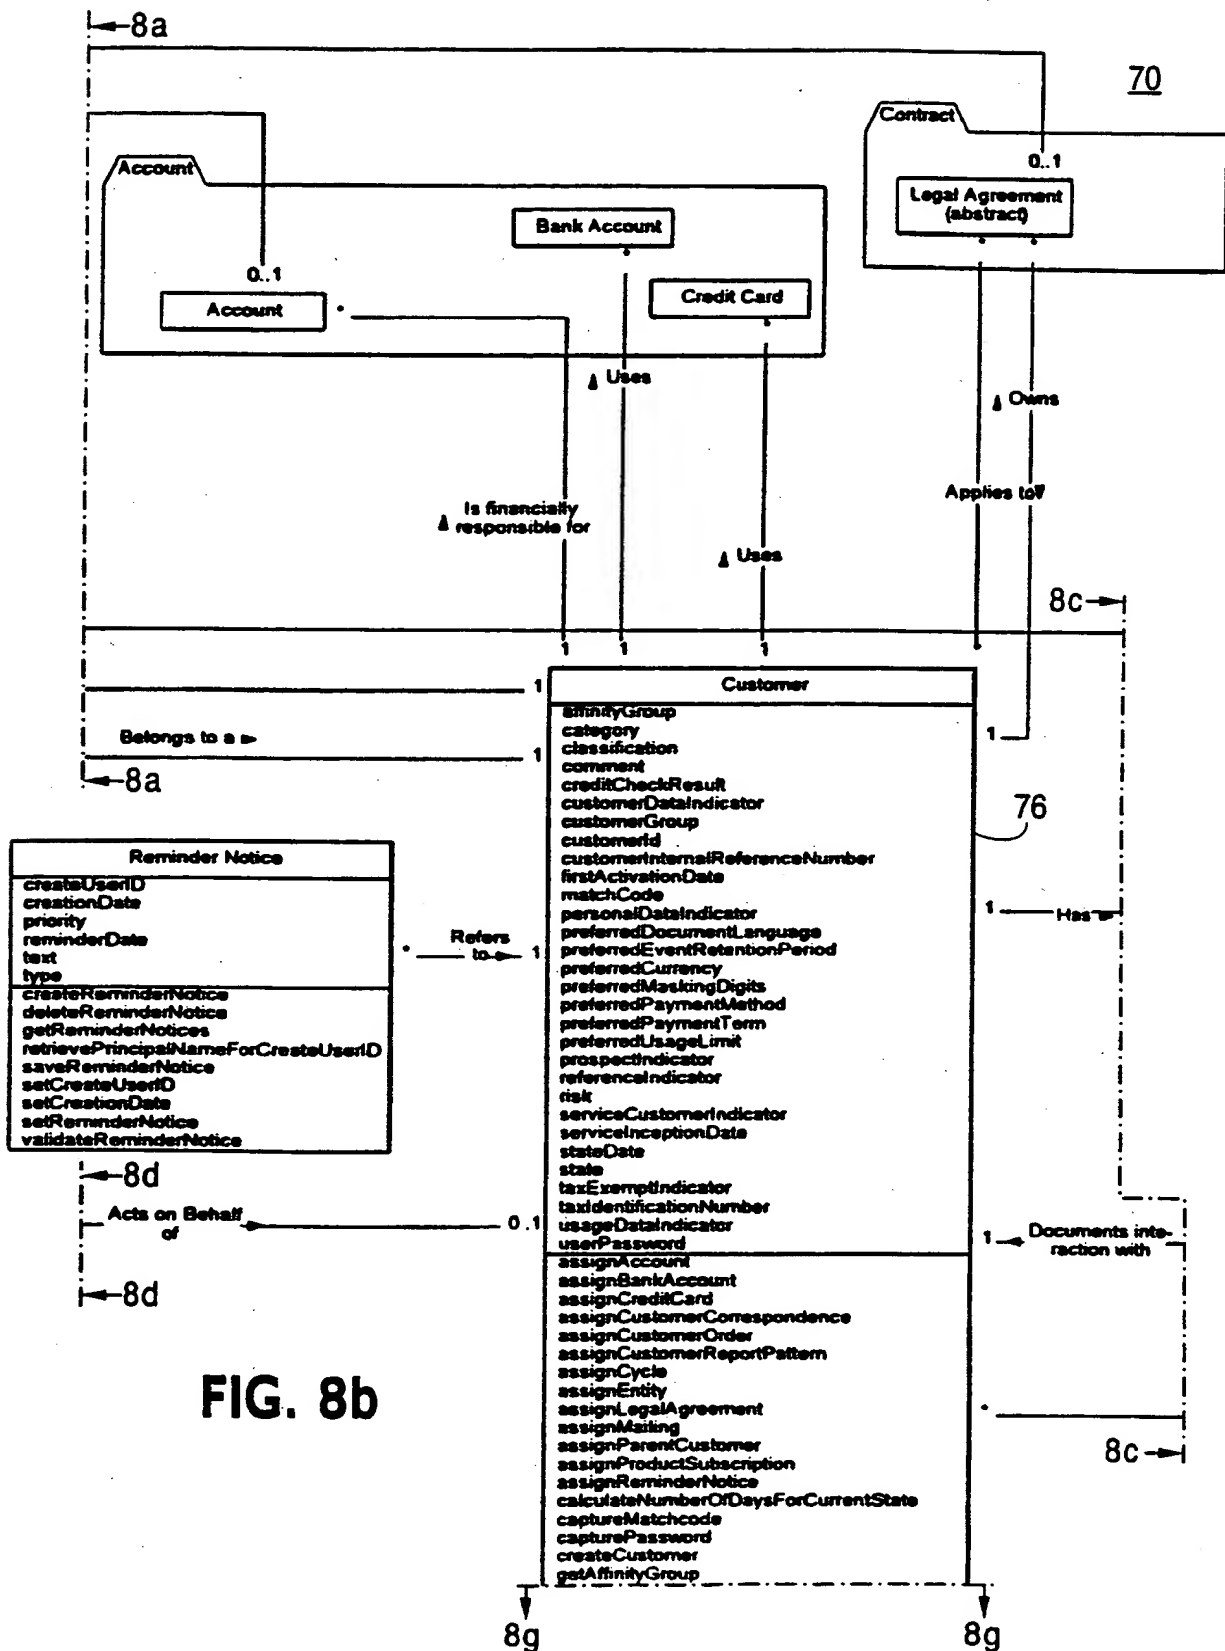 8a
70
Contract
0..1
Legal Agreement
(abstract)
*
*
Account
Bank Account
*
0..1
Account
*
Credit Card
*
Uses
Owns
Applies to
Is financially
responsible for
Uses
8c
1
1
1
*
1
Customer
affinityGroup
category
classification
comment
creditCheckResult
customerDataIndicator
customerGroup
customerId
customerInternalReferenceNumber
firstActivationDate
matchCode
personalDataIndicator
preferredDocumentLanguage
preferredEventRetentionPeriod
preferredCurrency
preferredMaskingDigits
preferredPaymentMethod
preferredPaymentTerm
preferredUsageLimit
prospectIndicator
referenceIndicator
risk
serviceCustomerIndicator
serviceInceptionDate
stateDate
state
taxExemptIndicator
taxIdentificationNumber
usageDataIndicator
userPassword
assignAccount
assignBankAccount
assignCreditCard
assignCustomerCorrespondence
assignCustomerOrder
assignCustomerReportPattern
assignCycle
assignEntity
assignLegalAgreement
assignMailing
assignParentCustomer
assignProductSubscription
assignReminderNotice
calculateNumberOfDaysForCurrentState
captureMatchcode
capturePassword
createCustomer
getAffinityGroup
Belongs to a
1
1
8a
76
Reminder Notice
createUserID
creationDate
priority
reminderDate
text
type
createReminderNotice
deleteReminderNotice
getReminderNotices
retrievePrincipalNameForCreateUserID
saveReminderNotice
setCreateUserID
setCreationDate
setReminderNotice
validateReminderNotice
*
Refers
to
1
1
Has
8d
Acts on Behalf
of
0..1
8d
1
Documents inte-
raction with
*
8c
FIG. 8b
8g
8g